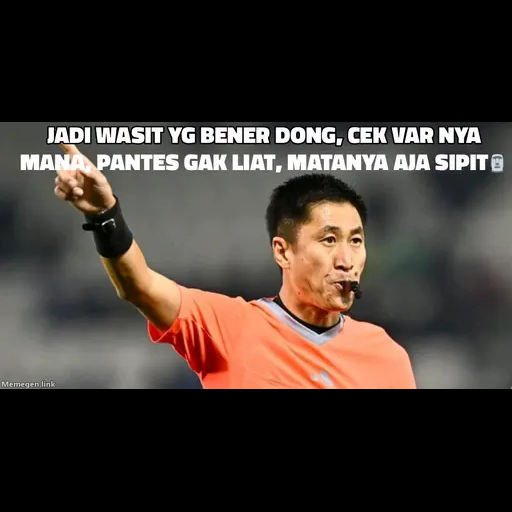 JADI WASIT YG BENER DONG, CEK VAR NYA
MANA, PANTES GAK LIAT, MATANYA AJA SIPIT🗿
Memegen.link